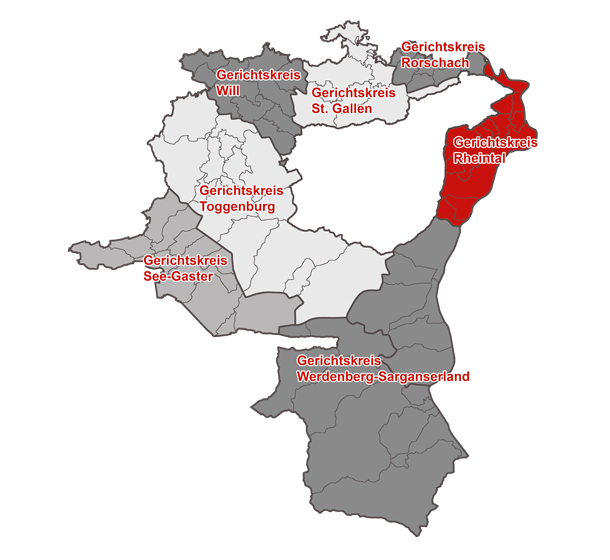 Gerichtskreis
Rorschach
Gerichtskreis
Will
Gerichtskreis
St. Gallen
Gerichtskreis
Rheintal
Gerichtskreis
Toggenburg
Gerichtskreis
See-Gaster
Gerichtskreis
Werdenberg-Sarganserland